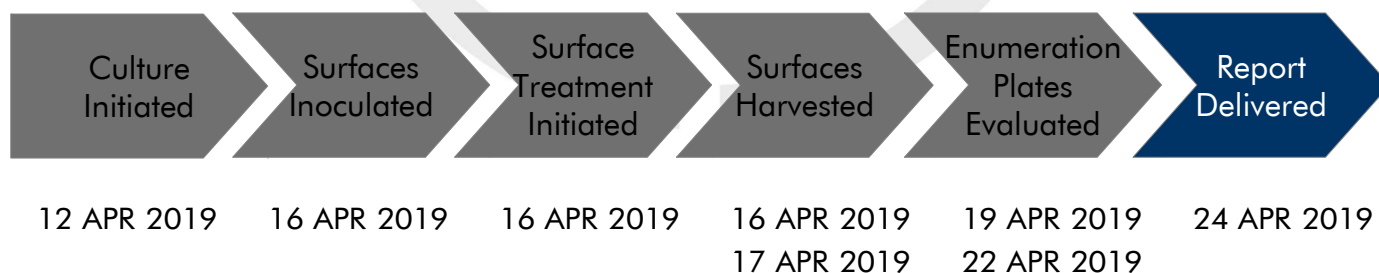 Culture
Initiated
Surfaces
Inoculated
Surface
Treatment
Initiated
Surfaces
Harvested
Enumeration
Plates
Evaluated
Report
Delivered
12 APR 2019
16 APR 2019
16 APR 2019
16 APR 2019
17 APR 2019
19 APR 2019
22 APR 2019
24 APR 2019